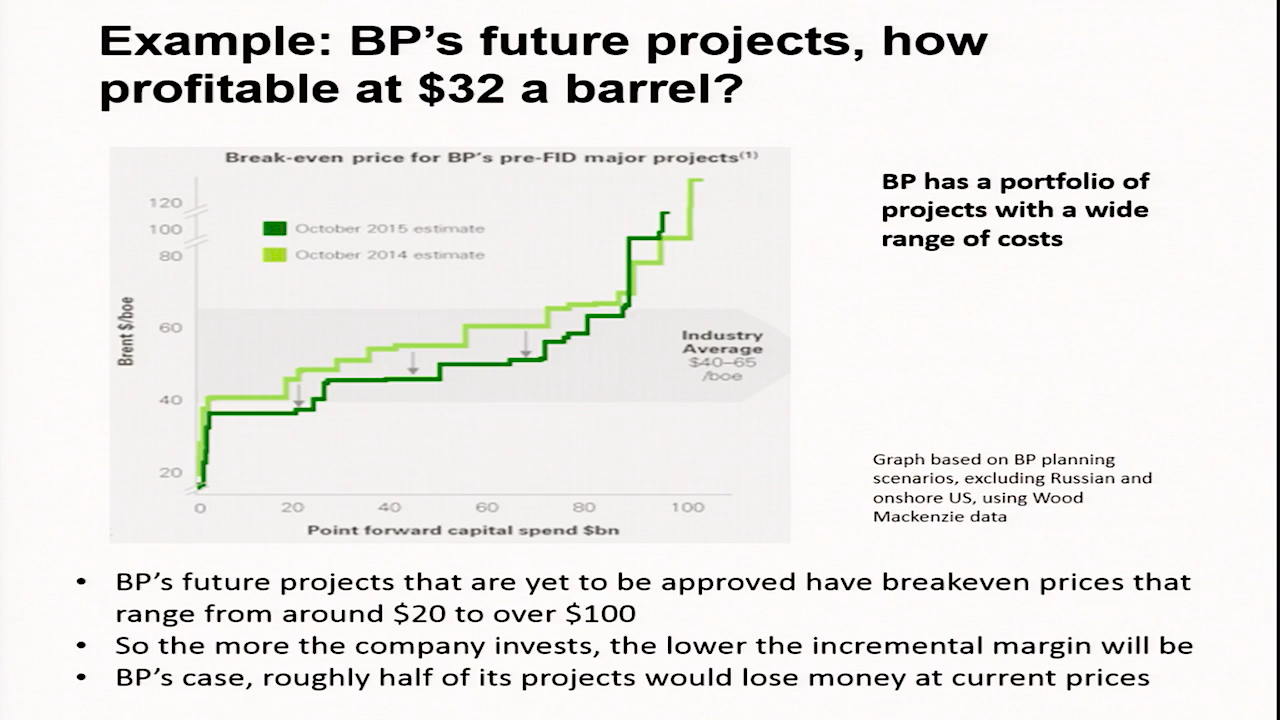 Example: BP’s future projects, how
profitable at $32 a barrel?
Break-even price for BP's pre-FID major projects(1)
120
100
80
60
40
20
Brent $/boe
October 2015 estimate
October 2014 estimate
Industry
Average
$40–65
/boe
0 20 40 60 80 100
Point forward capital spend $bn
BP has a portfolio of
projects with a wide
range of costs
Graph based on BP planning
scenarios, excluding Russian and
onshore US, using Wood
Mackenzie data
• BP’s future projects that are yet to be approved have breakeven prices that
range from around $20 to over $100
• So the more the company invests, the lower the incremental margin will be
• BP’s case, roughly half of its projects would lose money at current prices